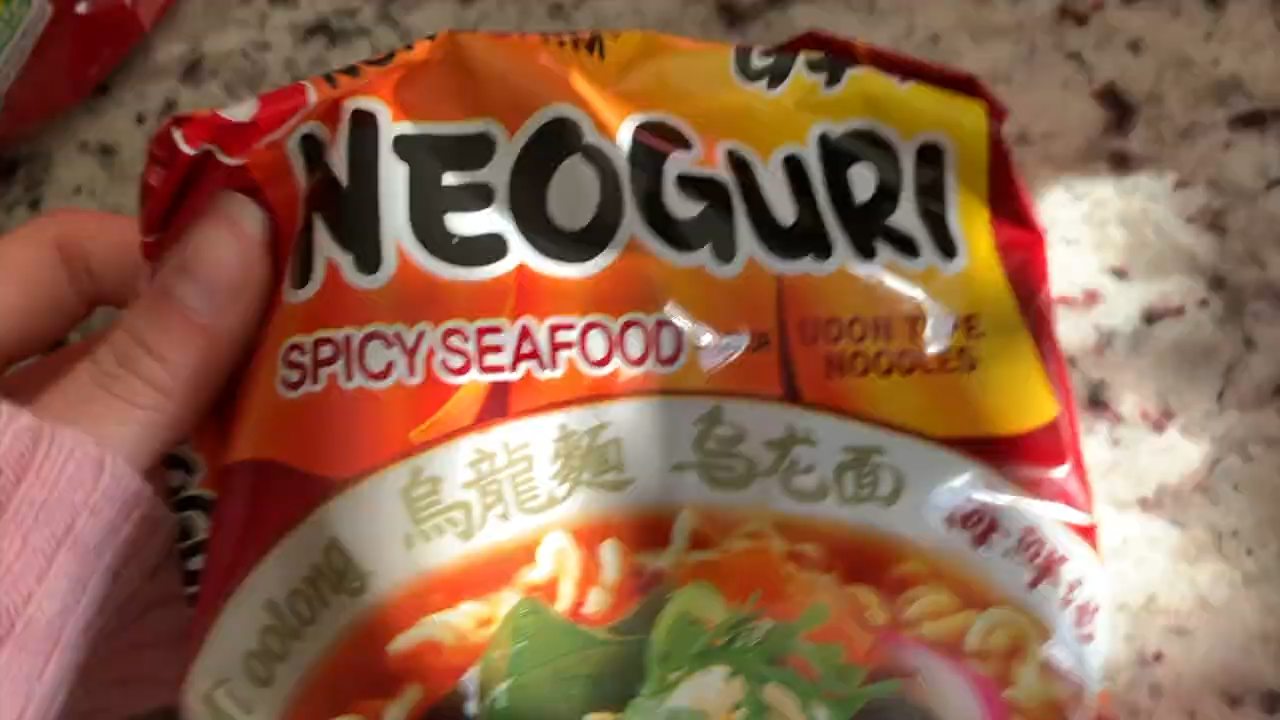 NEOGURI
SPICY SEAFOOD
UDON TYPE
NOODLES
烏龍麵 乌龙面
oolong